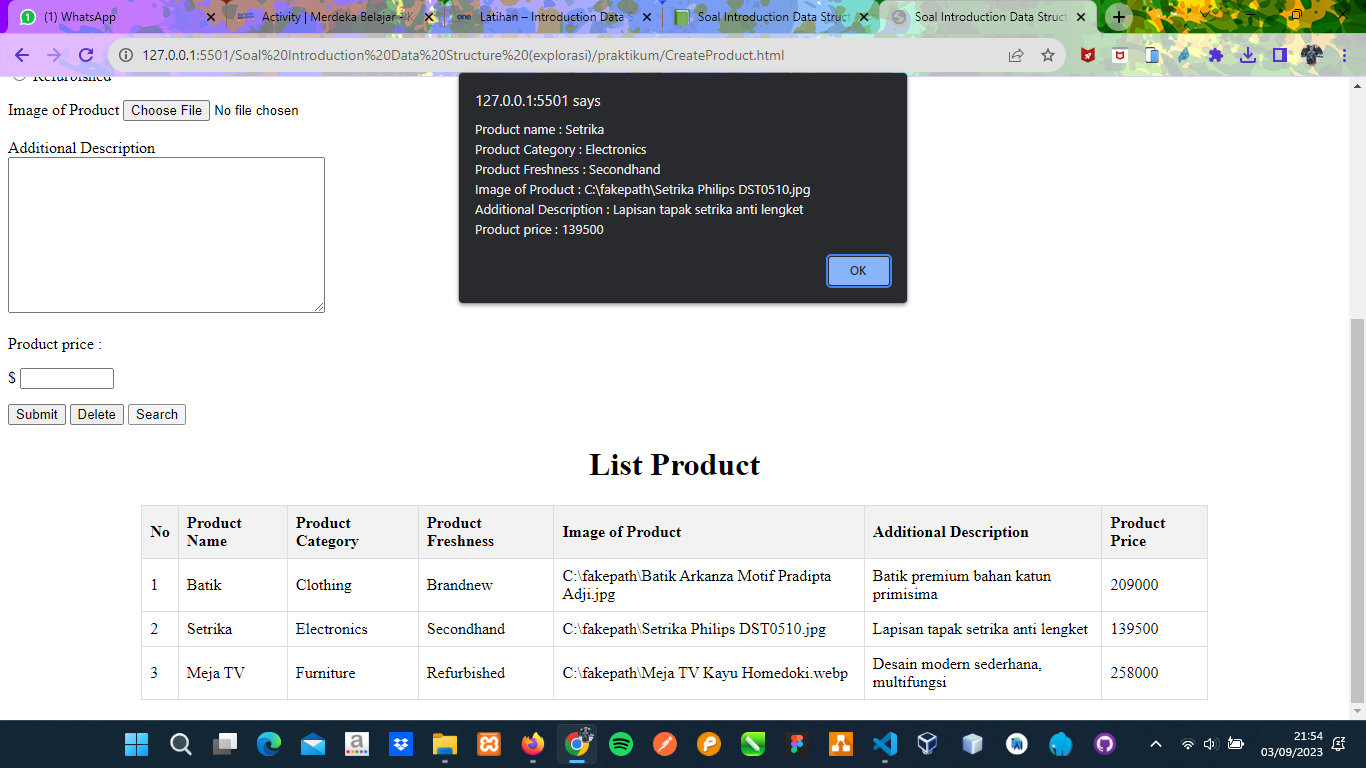 (1) WhatsApp
Activity | Merdeka Belajar - K
Latihan – Introduction Data S
Soal Introduction Data Struct
Soal Introduction Data Struct
127.0.0.1:5501/Soal%20Introduction%20Data%20Structure%20(explorasi)/praktikum/CreateProduct.html
Refurbished
Image of Product Choose File No file chosen
Additional Description
Product price :
$
Submit Delete Search
127.0.0.1:5501 says
Product name : Setrika
Product Category : Electronics
Product Freshness : Secondhand
Image of Product : C:\fakepath\Setrika Philips DST0510.jpg
Additional Description : Lapisan tapak setrika anti lengket
Product price : 139500
OK
List Product
No Product Name Product Category Product Freshness Image of Product Additional Description Product Price
1 Batik Clothing Brandnew C:\fakepath\Batik Arkanza Motif Pradipta Adji.jpg Batik premium bahan katun primisima 209000
2 Setrika Electronics Secondhand C:\fakepath\Setrika Philips DST0510.jpg Lapisan tapak setrika anti lengket 139500
3 Meja TV Furniture Refurbished C:\fakepath\Meja TV Kayu Homedoki.webp Desain modern sederhana, multifungsi 258000
21:54
03/09/2023